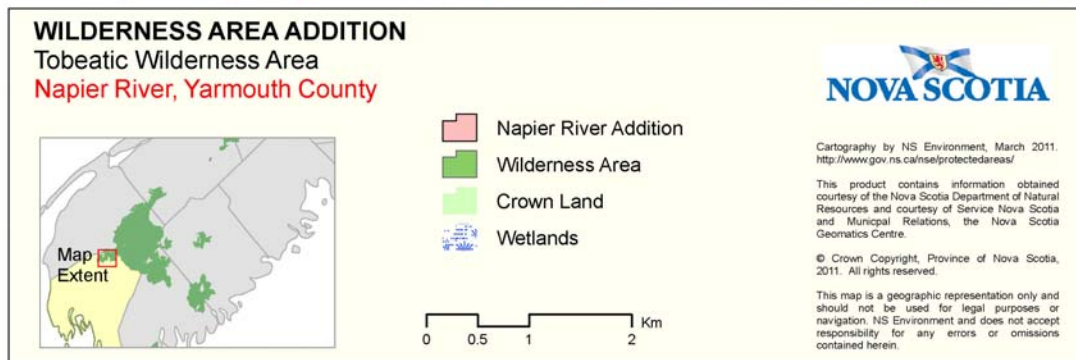 WILDERNESS AREA ADDITION
Tobeatic Wilderness Area
Napier River, Yarmouth County
Map
Extent
Napier River Addition
Wilderness Area
Crown Land
Wetlands
Km
0 0.5 1 2
NOVA SCOTIA
Cartography by NS Environment, March 2011.
http://www.gov.ns.ca/nse/protectedareas/
This product contains information obtained
courtesy of the Nova Scotia Department of Natural
Resources and courtesy of Service Nova Scotia
and Municpal Relations, the Nova Scotia
Geomatics Centre.
© Crown Copyright, Province of Nova Scotia,
2011. All rights reserved.
This map is a geographic representation only and
should not be used for legal purposes or
navigation. NS Environment and does not accept
responsibility for any errors or omissions
contained herein.